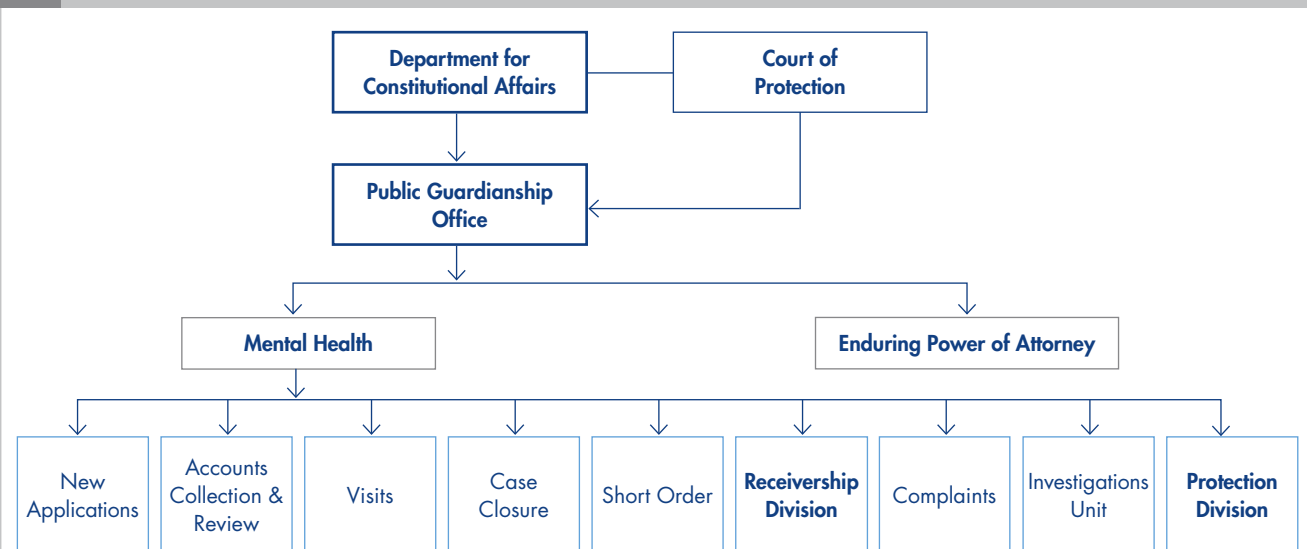 Department for
Constitutional Affairs
Court of
Protection
Public Guardianship
Office
Mental Health
Enduring Power of Attorney
New
Applications
Accounts
Collection &
Review
Visits
Case
Closure
Short Order
Receivership
Division
Complaints
Investigations
Unit
Protection
Division